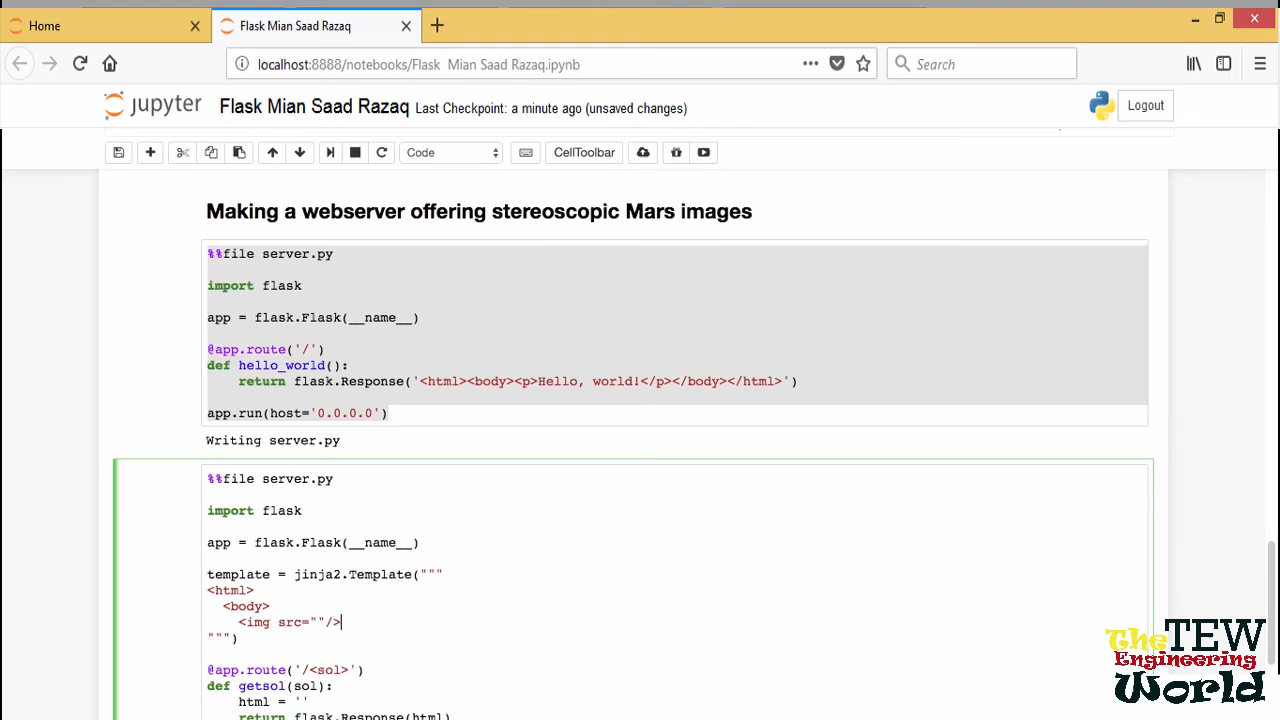 Home
Flask Mian Saad Razaq
localhost:8888/notebooks/Flask Mian Saad Razaq.ipynb
Search
jupyter Flask Mian Saad Razaq Last Checkpoint: a minute ago (unsaved changes)
Logout
Code
CellToolbar
Making a webserver offering stereoscopic Mars images
%%file server.py
import flask
app = flask.Flask(__name__)
@app.route('/')
def hello_world():
    return flask.Response('<html><body><p>Hello, world!</p></body></html>')
app.run(host='0.0.0.0')
Writing server.py
%%file server.py
import flask
app = flask.Flask(__name__)
template = jinja2.Template("""
<html>
  <body>
    <img src=""/>
""")
@app.route('/<sol>')
def getsol(sol):
    html = ''
    return flask.Response(html)
The TEW
Engineering
World